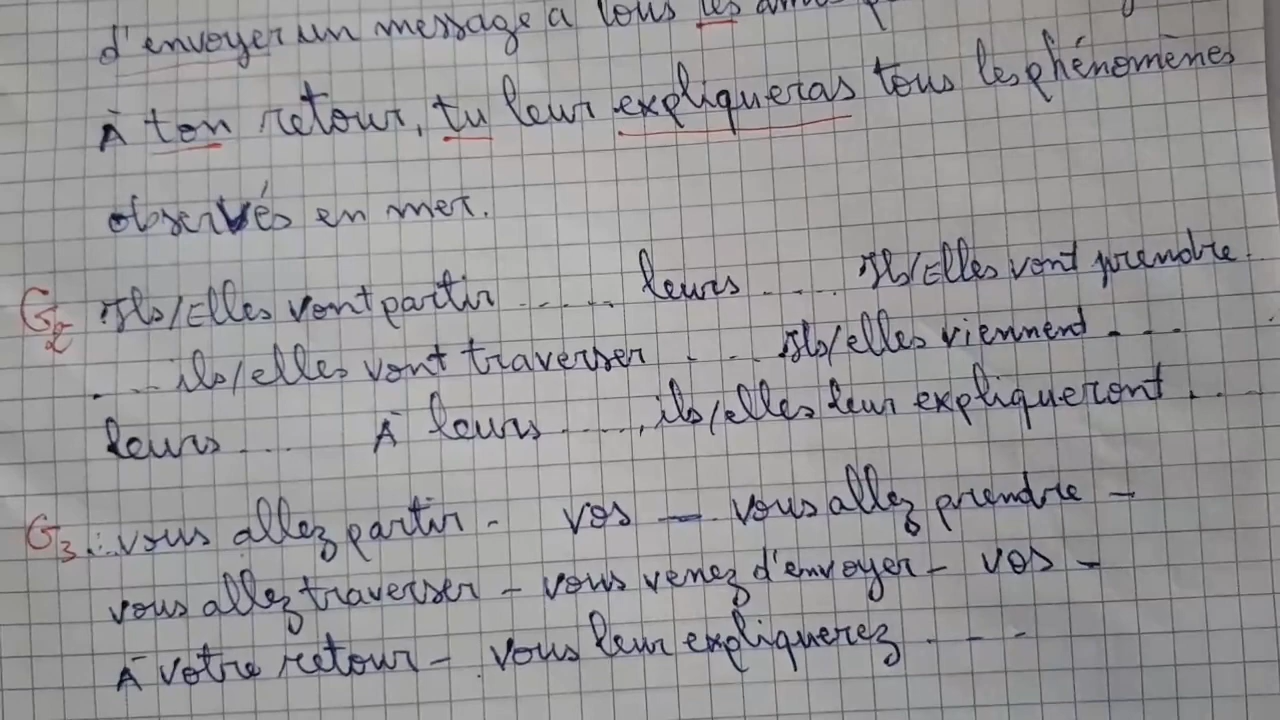 d'envoyer un message a tous les
À ton retour, tu leur expliqueras tous les phénomènes
observés en mer.
G2 Ils/Elles vont partir ..... leurs .... Ils/Elles vont prendre
.... ils/elles vont traverser . .. Ils/elles viennent ...
leurs .... À leurs ...., ils/elles leur expliqueront ...
G3. : vous allez partir - vos — vous allez prendre -
vous allez traverser - vous venez d'envoyer - vos -
À votre retour - vous leur expliquerez . - -